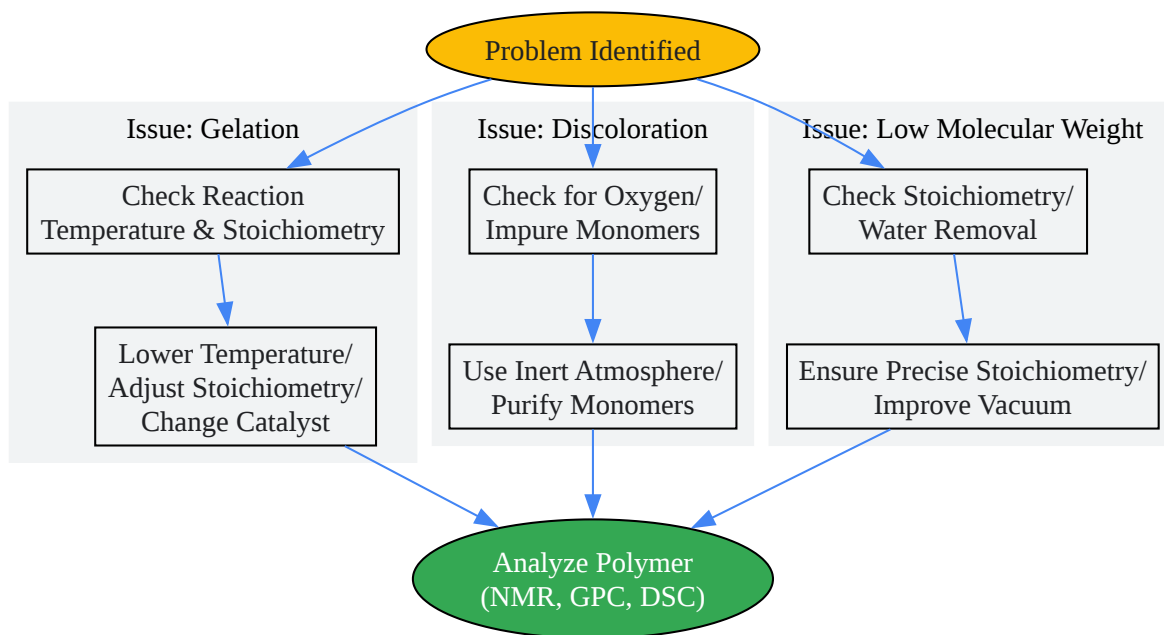 Problem Identified
Issue: Gelation
Check Reaction
Temperature & Stoichiometry
Lower Temperature/
Adjust Stoichiometry/
Change Catalyst
Issue: Discoloration
Check for Oxygen/
Impure Monomers
Use Inert Atmosphere/
Purify Monomers
Issue: Low Molecular Weight
Check Stoichiometry/
Water Removal
Ensure Precise Stoichiometry/
Improve Vacuum
Analyze Polymer
(NMR, GPC, DSC)